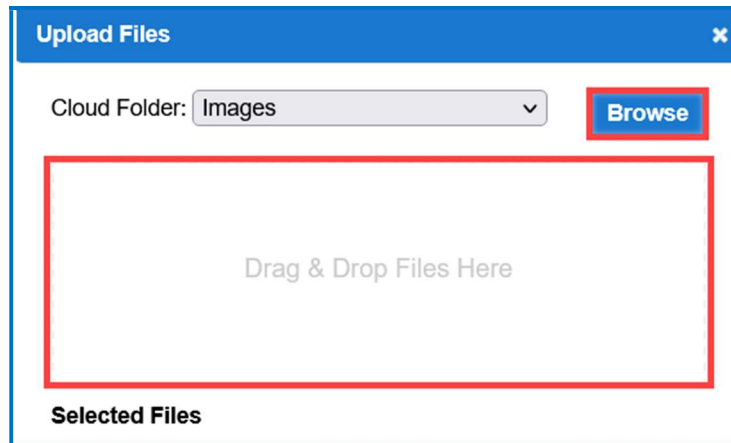 Upload Files
Cloud Folder: Images Browse
Drag & Drop Files Here
Selected Files